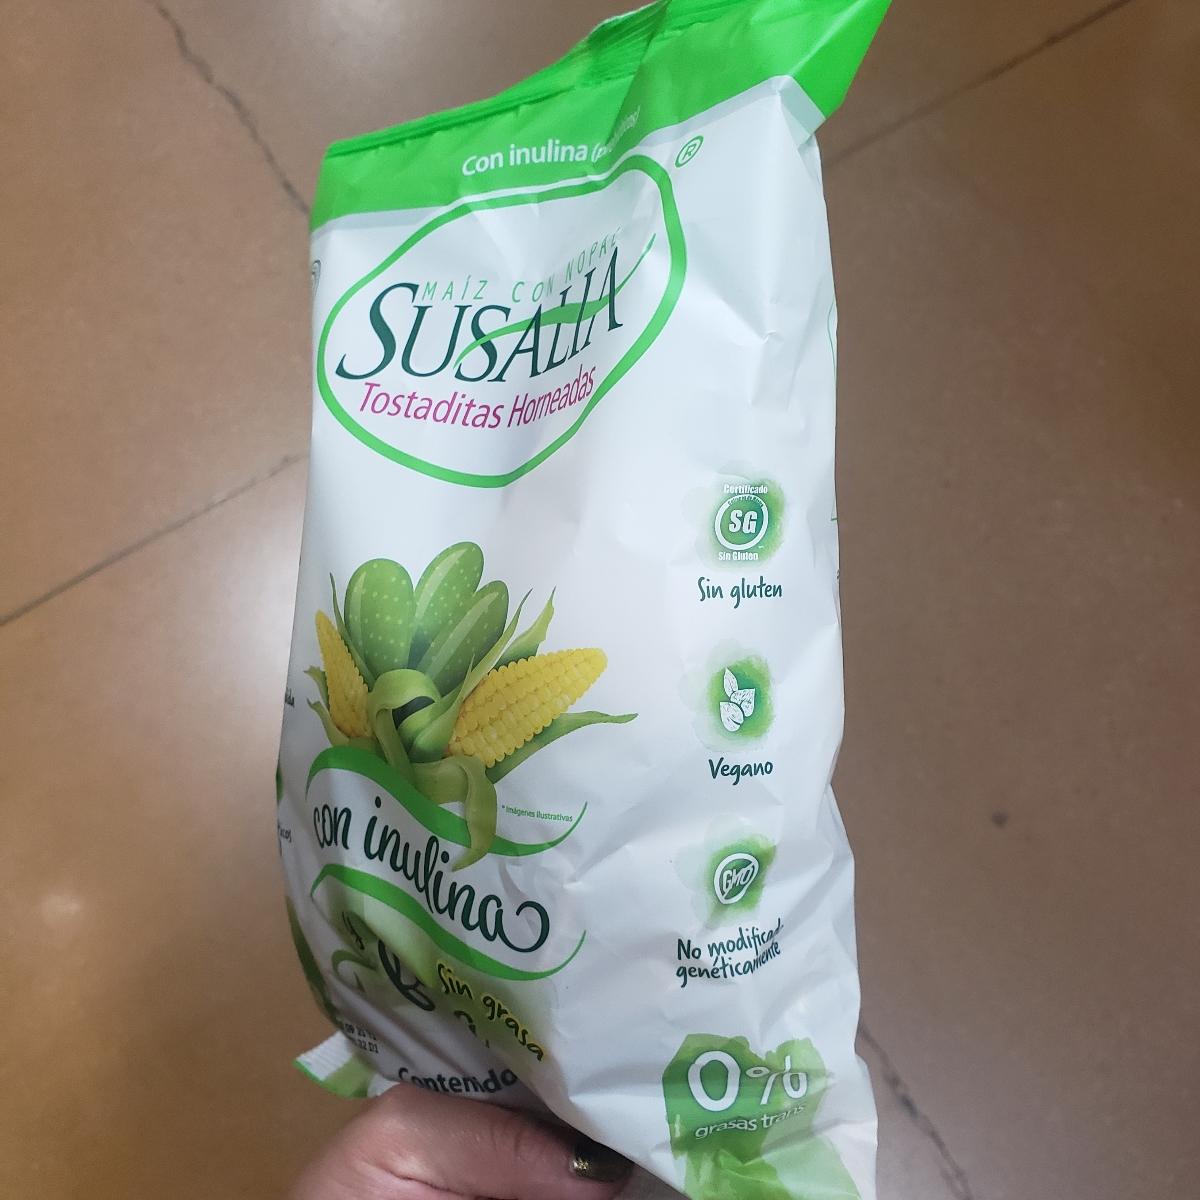 Con inulina
®
MAÍZ CON NOPAL
SUSALIA
Tostaditas Horneadas
Certificado
SG
Sin Gluten
Sin gluten
Vegano
* Imágenes Ilustrativas
con inulina
GMO
No modificad
genéticamente
y
Sin grasa
0%
grasas trans
Contenido